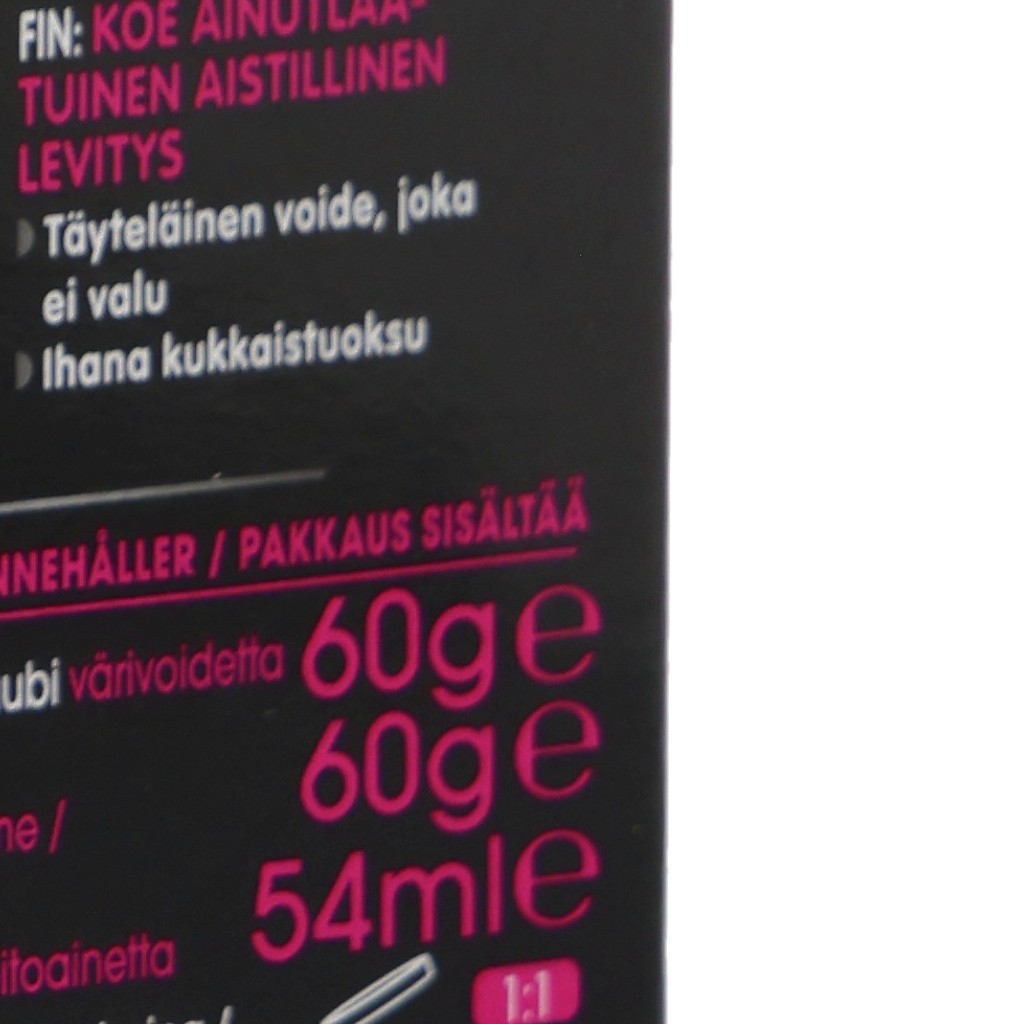 FIN: KOE AINUTLAA-
TUINEN AISTILLINEN
LEVITYS
Täyteläinen voide, joka
ei valu
Ihana kukkaistuoksu
NNEHÅLLER / PAKKAUS SISÄLTÄÄ
ubi värivoidetta 60g e
60g e
ne /
54ml e
itoainetta
1:1